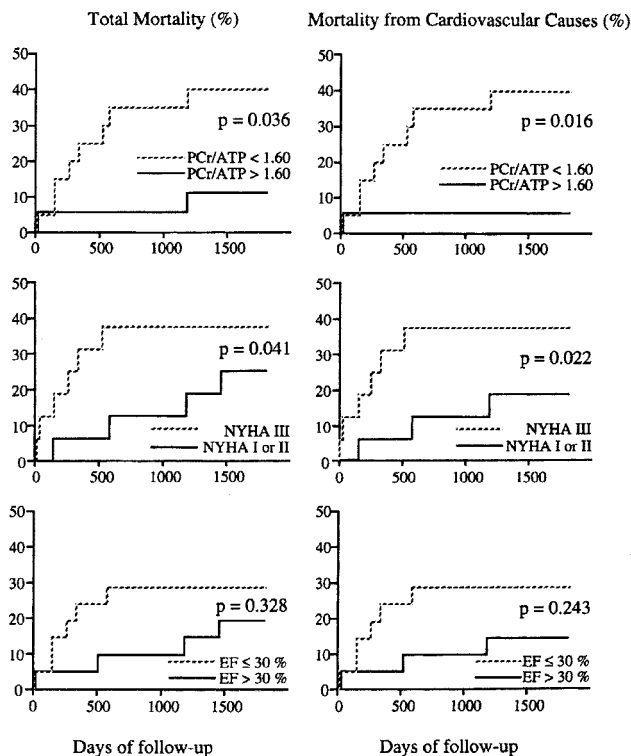 Total Mortality (%)
Mortality from Cardiovascular Causes (%)
50
40
30
20
10
0
p = 0.036
PCr/ATP < 1.60
PCr/ATP > 1.60
0 500 1000 1500
50
40
30
20
10
0
p = 0.016
PCr/ATP < 1.60
PCr/ATP > 1.60
0 500 1000 1500
50
40
30
20
10
0
p = 0.041
NYHA III
NYHA I or II
0 500 1000 1500
50
40
30
20
10
0
p = 0.022
NYHA III
NYHA I or II
0 500 1000 1500
50
40
30
20
10
0
p = 0.328
EF ≤ 30 %
EF > 30 %
0 500 1000 1500
50
40
30
20
10
0
p = 0.243
EF ≤ 30 %
EF > 30 %
0 500 1000 1500
Days of follow-up
Days of follow-up